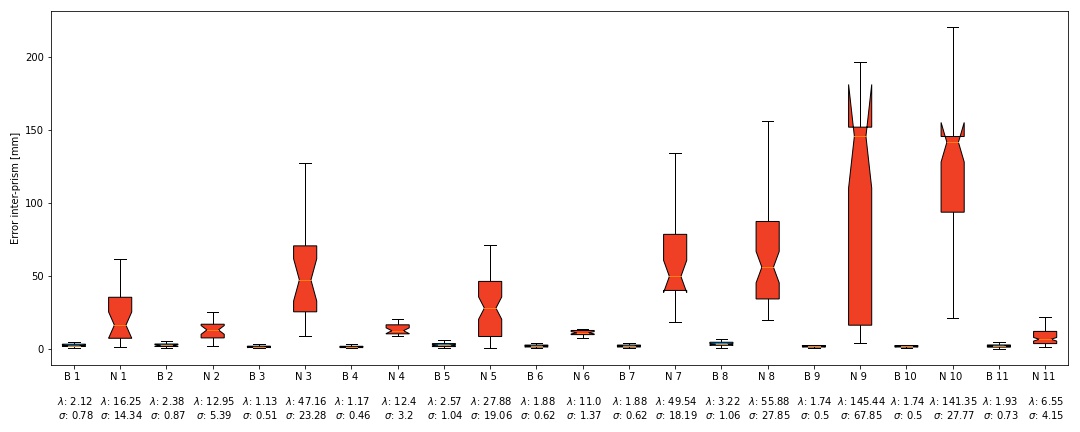 200
150
100
50
0
Error inter-prism [mm]
B 1 N 1 B 2 N 2 B 3 N 3 B 4 N 4 B 5 N 5 B 6 N 6 B 7 N 7 B 8 N 8 B 9 N 9 B 10 N 10 B 11 N 11
λ: 2.12 λ: 16.25 λ: 2.38 λ: 12.95 λ: 1.13 λ: 47.16 λ: 1.17 λ: 12.4 λ: 2.57 λ: 27.88 λ: 1.88 λ: 11.0 λ: 1.88 λ: 49.54 λ: 3.22 λ: 55.88 λ: 1.74 λ: 145.44 λ: 1.74 λ: 141.35 λ: 1.93 λ: 6.55
σ: 0.78 σ: 14.34 σ: 0.87 σ: 5.39 σ: 0.51 σ: 23.28 σ: 0.46 σ: 3.2 σ: 1.04 σ: 19.06 σ: 0.62 σ: 1.37 σ: 0.62 σ: 18.19 σ: 1.06 σ: 27.85 σ: 0.5 σ: 67.85 σ: 0.5 σ: 27.77 σ: 0.73 σ: 4.15